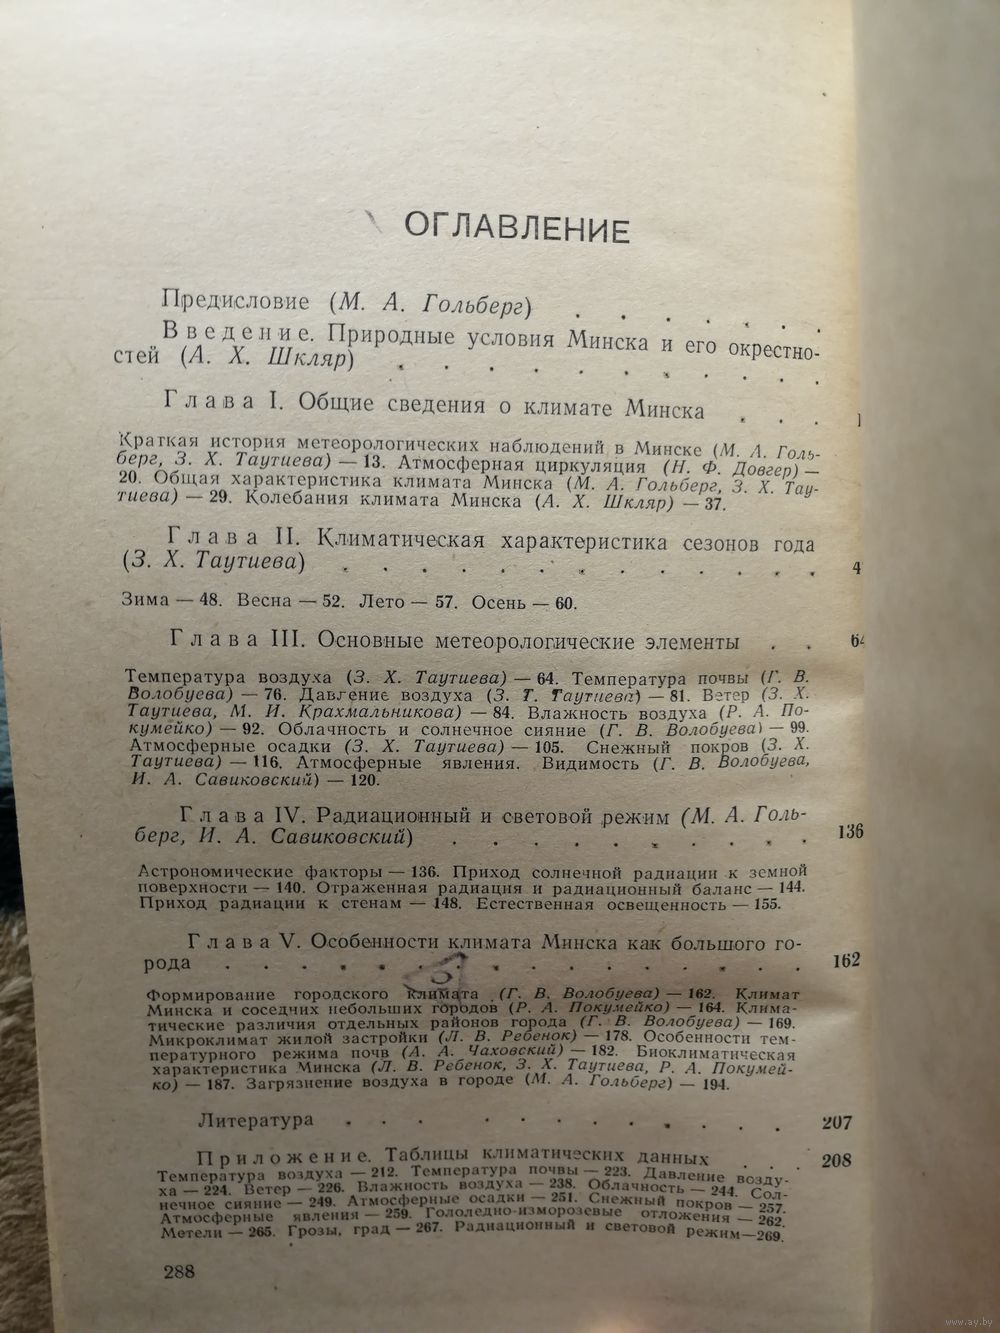 ОГЛАВЛЕНИЕ
Предисловие (М. А. Гольберг) . . . . . . .
Введение. Природные условия Минска и его окрестно-
стей (А. Х. Шкляр) . . . . . . . . . .
Глава I. Общие сведения о климате Минска . . . 1
Краткая история метеорологических наблюдений в Минске (М. А. Голь-
берг, З. Х. Таутиева) — 13. Атмосферная циркуляция (Н. Ф. Довгер) —
20. Общая характеристика климата Минска (М. А. Гольберг, З. Х. Тау-
тиева) — 29. Колебания климата Минска (А. Х. Шкляр) — 37.
Глава II. Климатическая характеристика сезонов года
(З. Х. Таутиева) . . . . . . . . . . . . . 4
Зима — 48. Весна — 52. Лето — 57. Осень — 60.
Глава III. Основные метеорологические элементы . . 64
Температура воздуха (З. Х. Таутиева) — 64. Температура почвы (Г. В.
Волобуева) — 76. Давление воздуха (З. Т. Таутиева) — 81. Ветер (З. Х.
Таутиева, М. И. Крахмальникова) — 84. Влажность воздуха (Р. А. По-
кумейко) — 92. Облачность и солнечное сияние (Г. В. Волобуева) — 99.
Атмосферные осадки (З. Х. Таутиева) — 105. Снежный покров (З. Х.
Таутиева) — 116. Атмосферные явления. Видимость (Г. В. Волобуева,
И. А. Савиковский) — 120.
Глава IV. Радиационный и световой режим (М. А. Голь-
берг, И. А. Савиковский) . . . . . . . . . . 136
Астрономические факторы — 136. Приход солнечной радиации к земной
поверхности — 140. Отраженная радиация и радиационный баланс — 144.
Приход радиации к стенам — 148. Естественная освещенность — 155.
Глава V. Особенности климата Минска как большого го-
рода . . . . . . . . . . . . . . . . 162
Формирование городского климата (Г. В. Волобуева) — 162. Климат
Минска и соседних небольших городов (Р. А. Покумейко) — 164. Клима-
тические различия отдельных районов города (Г. В. Волобуева) — 169.
Микроклимат жилой застройки (Л. В. Ребенок) — 178. Особенности тем-
пературного режима почв (А. А. Чаховский) — 182. Биоклиматическая
характеристика Минска (Л. В. Ребенок, З. Х. Таутиева, Р. А. Покумей-
ко) — 187. Загрязнение воздуха в городе (М. А. Гольберг) — 194.
Литература . . . . . . . . . . . . 207
Приложение. Таблицы климатических данных . . . 208
Температура воздуха — 212. Температура почвы — 223. Давление возду-
ха — 224. Ветер — 226. Влажность воздуха — 238. Облачность — 244. Сол-
нечное сияние — 249. Атмосферные осадки — 251. Снежный покров — 257.
Атмосферные явления — 259. Гололедно-изморозевые отложения — 262.
Метели — 265. Грозы, град — 267. Радиационный и световой режим—269.
288
www.ay.by